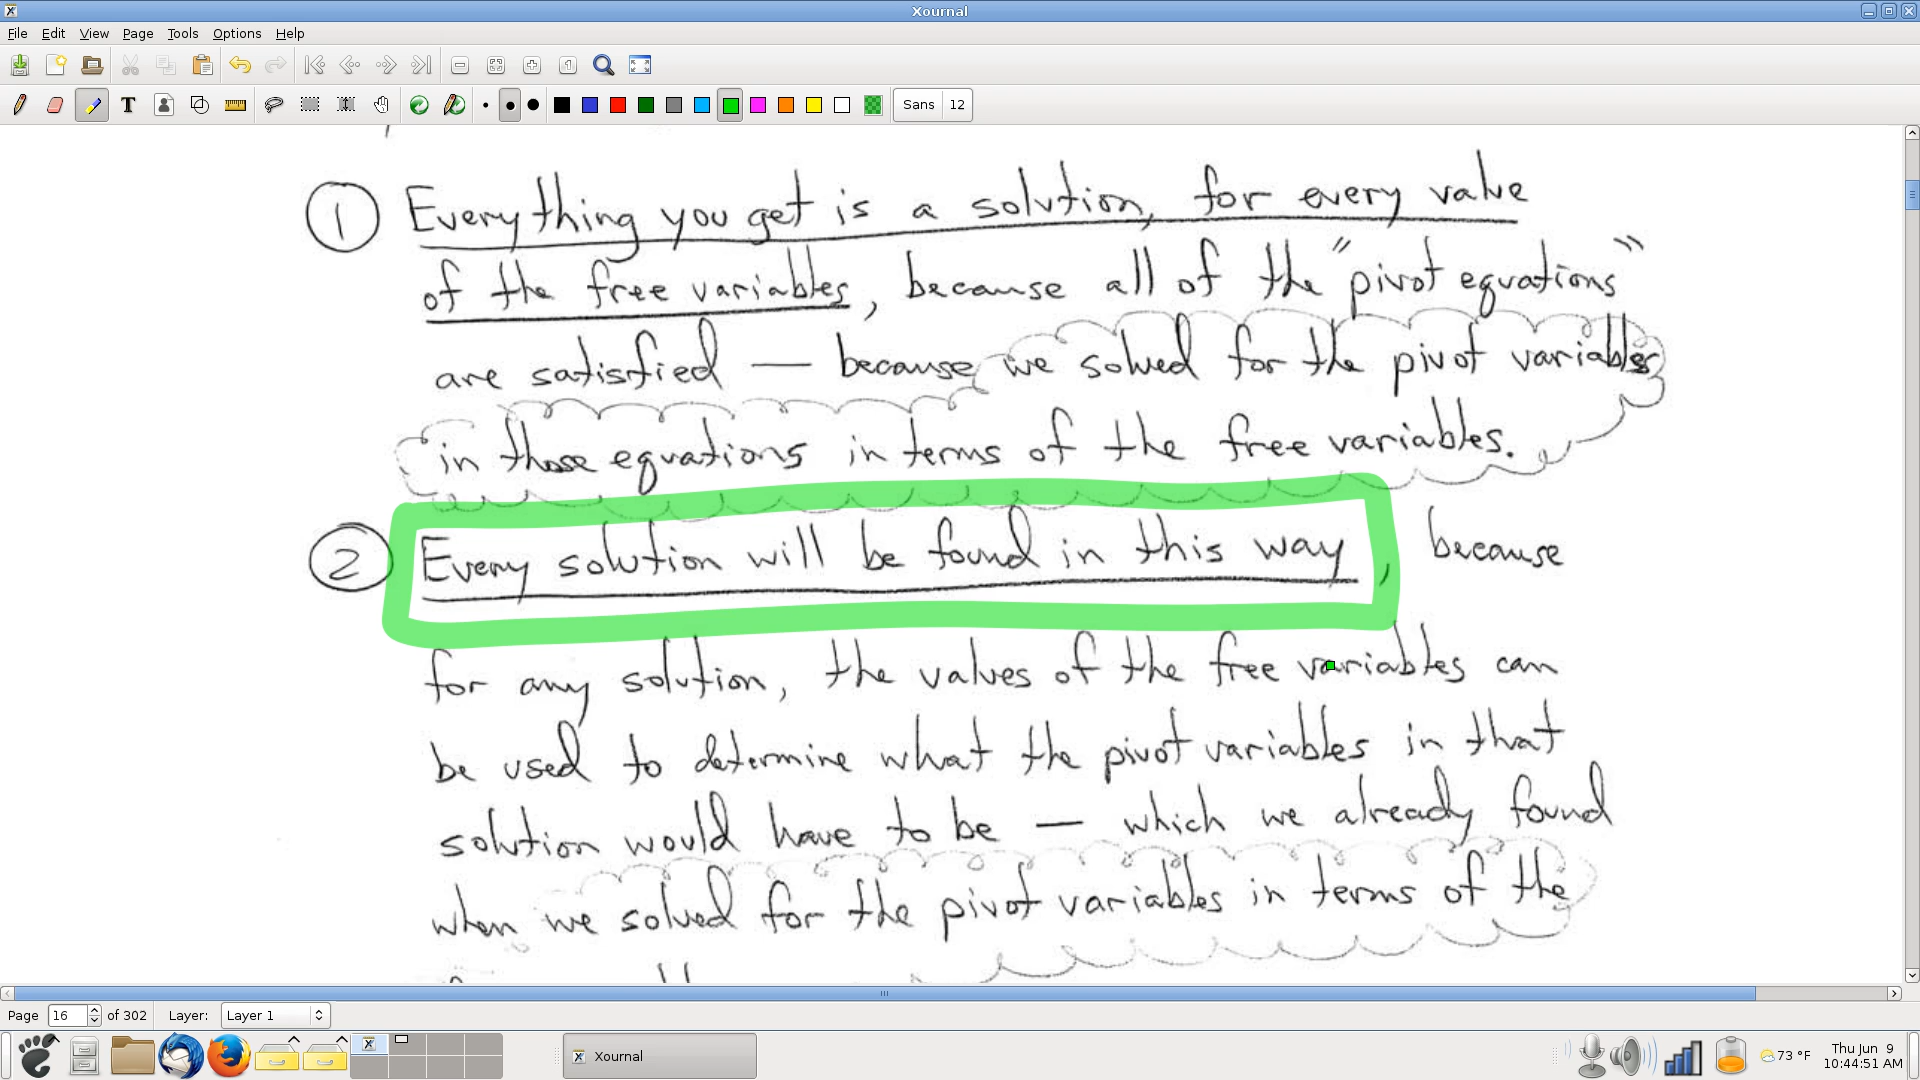 Xournal
File Edit View Page Tools Options Help
Sans 12
① Everything you get is a solution, for every value
of the free variables, because all of the "pivot equations"
are satisfied — because we solved for the pivot variables
in those equations in terms of the free variables.
② Every solution will be found in this way, because
for any solution, the values of the free variables can
be used to determine what the pivot variables in that
solution would have to be — which we already found
when we solved for the pivot variables in terms of the
Page 16 of 302 Layer: Layer 1
Xournal
73 °F
Thu Jun 9
10:44:51 AM